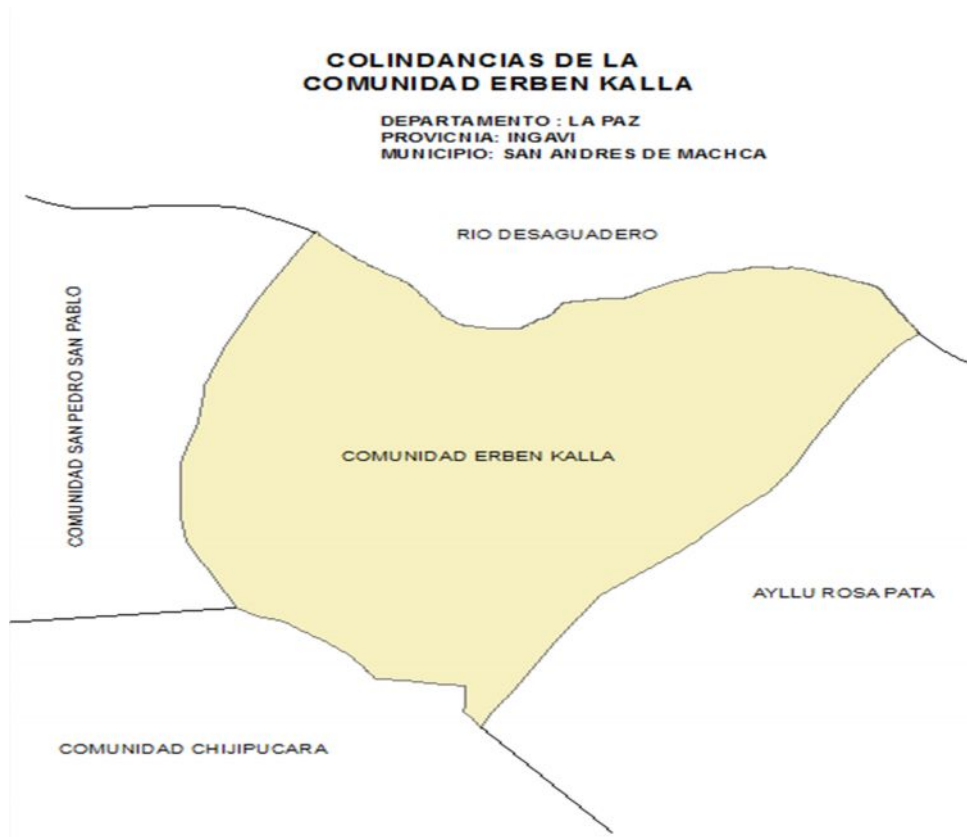 COLINDANCIAS DE LA
COMUNIDAD ERBEN KALLA
DEPARTAMENTO : LA PAZ
PROVICNIA: INGAVI
MUNICIPIO: SAN ANDRES DE MACHCA
RIO DESAGUADERO
COMUNIDAD SAN PEDRO SAN PABLO
COMUNIDAD ERBEN KALLA
AYLLU ROSA PATA
COMUNIDAD CHIJIPUCARA